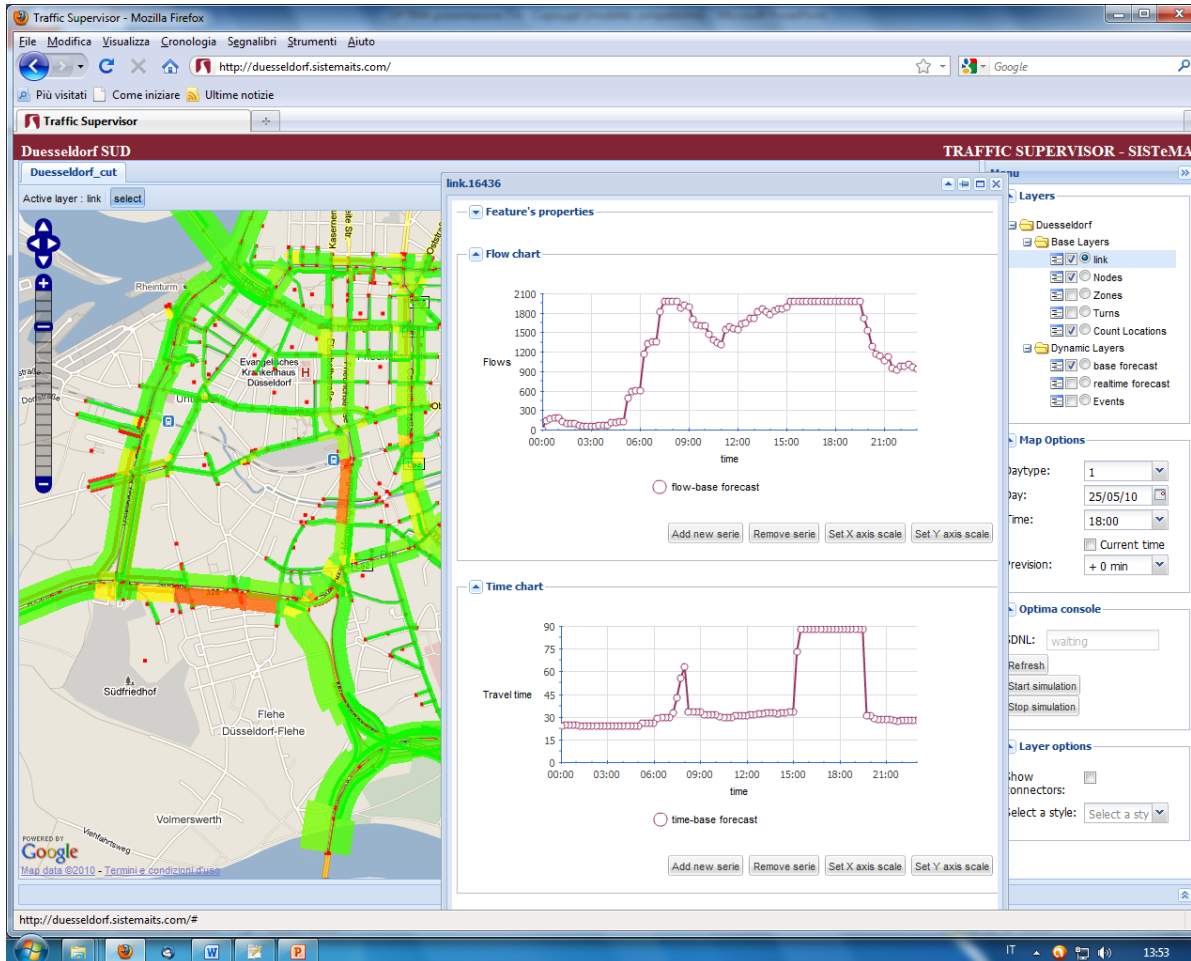 Traffic Supervisor - Mozilla Firefox
File Modifica Visualizza Cronologia Segnalibri Strumenti Aiuto
http://duesseldorf.sistemaits.com/
Google
Più visitati Come iniziare Ultime notizie
Traffic Supervisor
Duesseldorf SUD TRAFFIC SUPERVISOR - SISTeMA
Duesseldorf_cut
Active layer : link select
Rheinturm
Evangelisches
Krankenhaus
Düsseldorf
H
Südfriedhof
Flehe
Düsseldorf-Flehe
Volmerswerth
Viehfahrtsweg
POWERED BY
Google
Map data ©2010 - Termini e condizioni d'uso
link.16436
Feature's properties
Flow chart
2100
1800
1500
1200
900
600
300
0
Flows
00:00 03:00 06:00 09:00 12:00 15:00 18:00 21:00
time
flow-base forecast
Add new serie Remove serie Set X axis scale Set Y axis scale
Time chart
90
75
60
45
30
15
0
Travel time
00:00 03:00 06:00 09:00 12:00 15:00 18:00 21:00
time
time-base forecast
Add new serie Remove serie Set X axis scale Set Y axis scale
Layers
Duesseldorf
Base Layers
link
Nodes
Zones
Turns
Count Locations
Dynamic Layers
base forecast
realtime forecast
Events
Map Options
1
25/05/10
18:00
Current time
+ 0 min
Optima console
waiting
Refresh
Start simulation
Stop simulation
Layer options
Select a sty
http://duesseldorf.sistemaits.com/#
IT 13:53